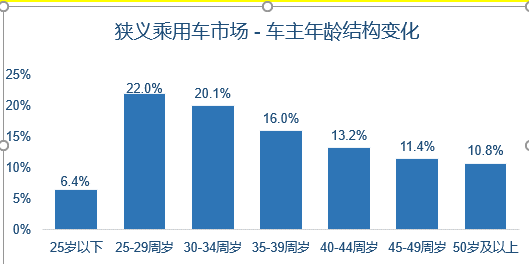 狭义乘用车市场 - 车主年龄结构变化
25%
20%
15%
10%
5%
0%
6.4%
22.0%
20.1%
16.0%
13.2%
11.4%
10.8%
25岁以下
25-29周岁
30-34周岁
35-39周岁
40-44周岁
45-49周岁
50岁及以上